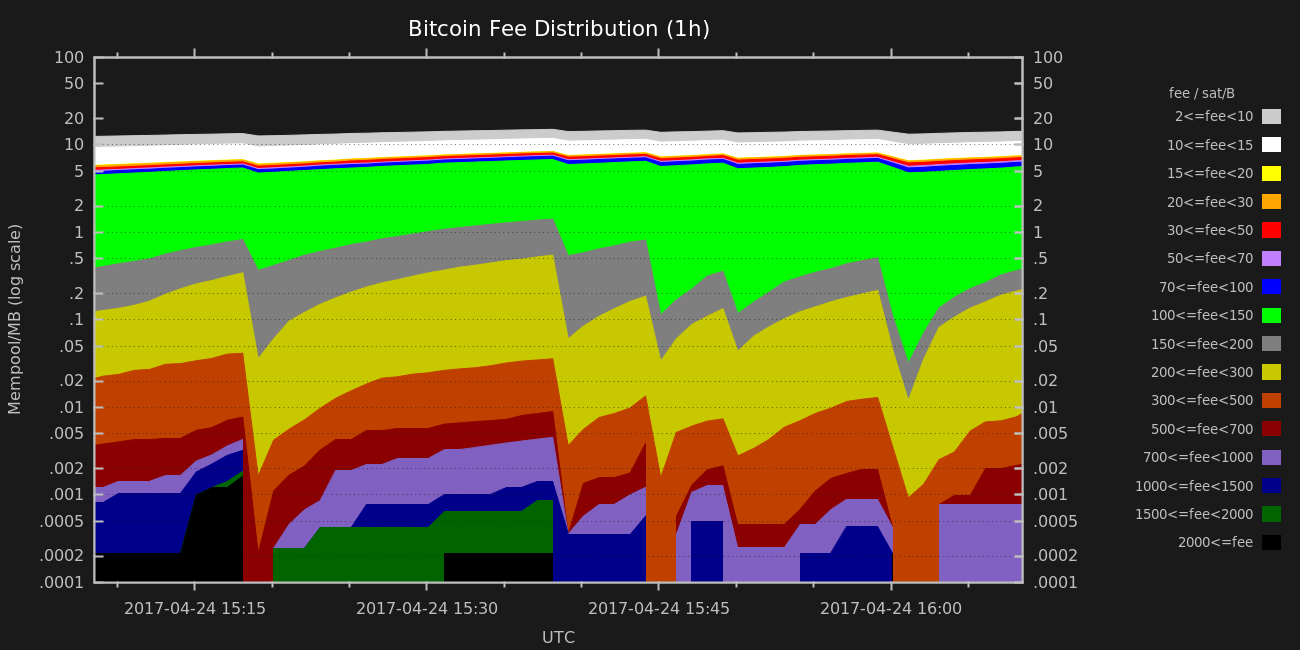 Bitcoin Fee Distribution (1h)
100
50
20
10
5
2
1
.5
.2
.1
.05
.02
.01
.005
.002
.001
.0005
.0002
.0001
Mempool/MB (log scale)
100
50
20
10
5
2
1
.5
.2
.1
.05
.02
.01
.005
.002
.001
.0005
.0002
.0001
2017-04-24 15:15
2017-04-24 15:30
2017-04-24 15:45
2017-04-24 16:00
UTC
fee / sat/B
2<=fee<10
10<=fee<15
15<=fee<20
20<=fee<30
30<=fee<50
50<=fee<70
70<=fee<100
100<=fee<150
150<=fee<200
200<=fee<300
300<=fee<500
500<=fee<700
700<=fee<1000
1000<=fee<1500
1500<=fee<2000
2000<=fee